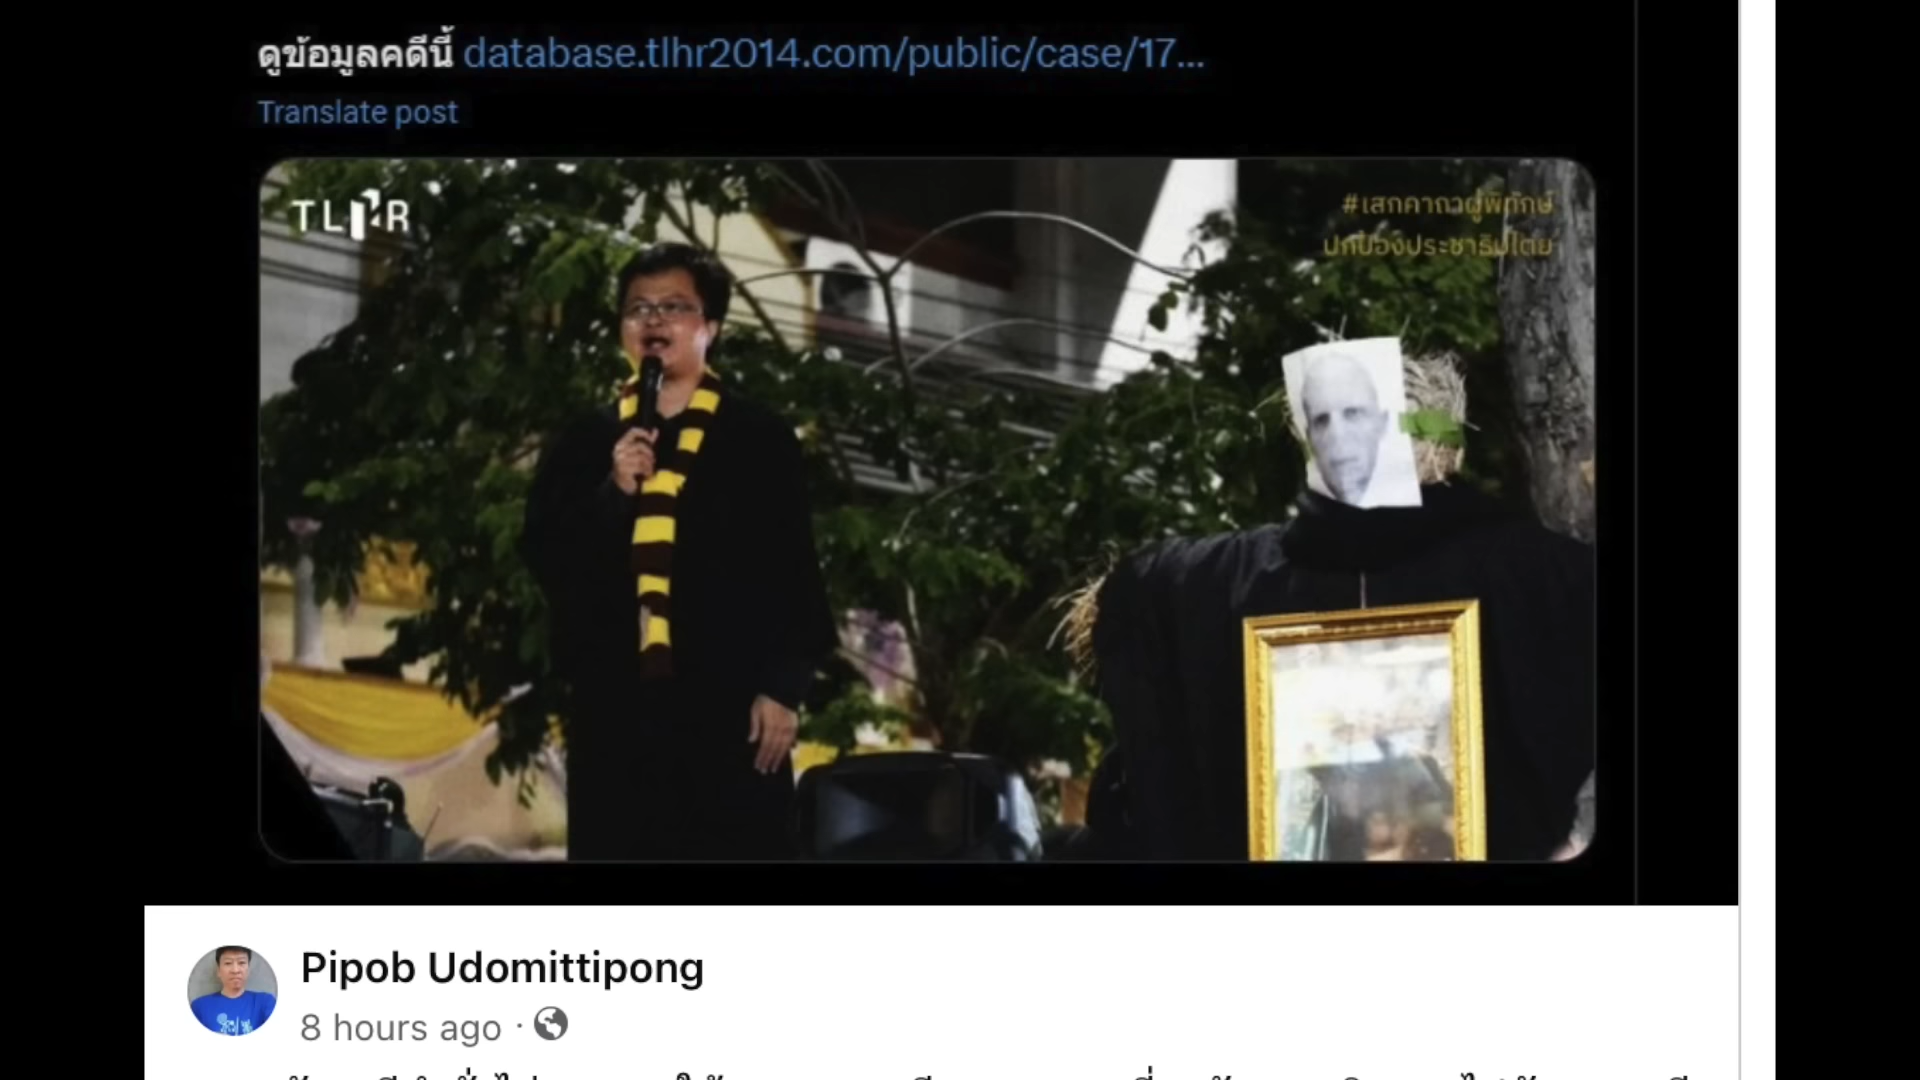 ดูข้อมูลคดีนี้ database.tlhr2014.com/public/case/17...
Translate post
TLHR
#เสกคาถาผู้พิทักษ์
ปกป้องประชาธิปไตย
Pipob Udomittipong
8 hours ago ·